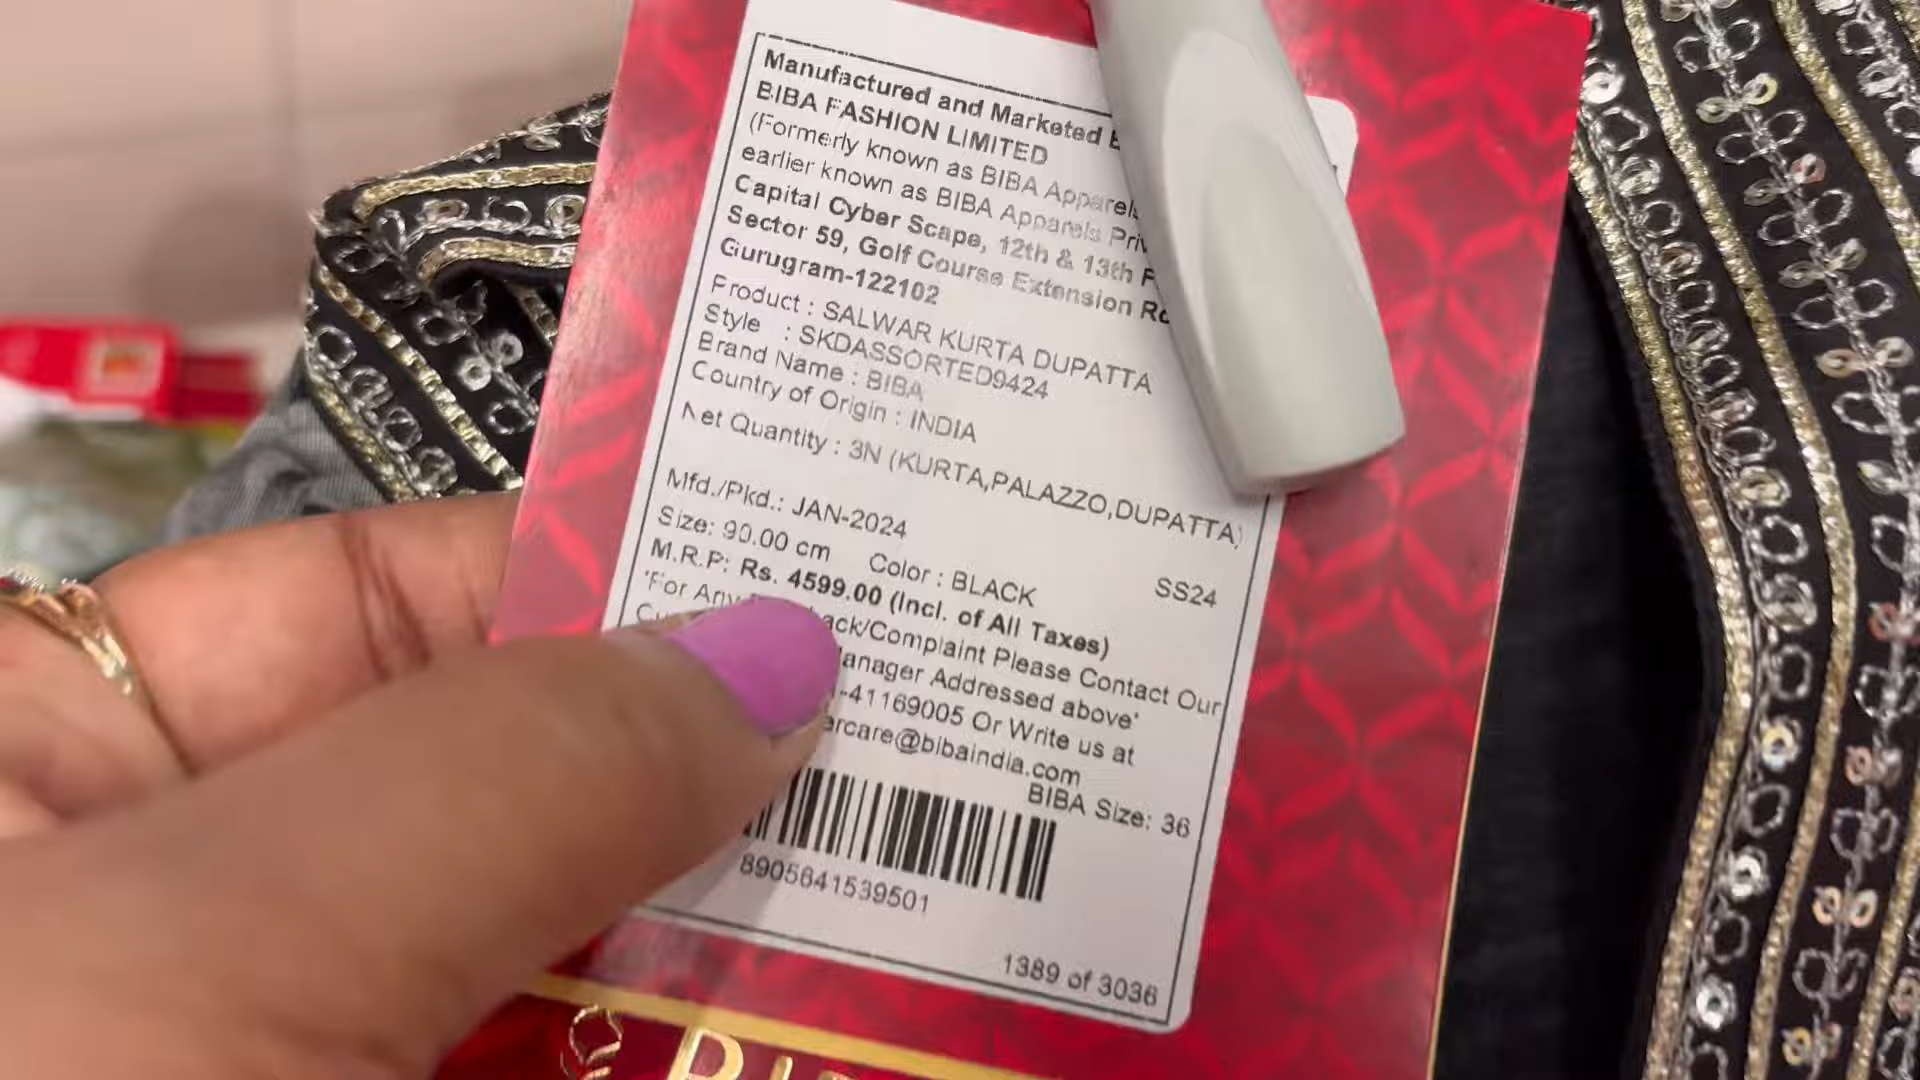 Manufactured and Marketed
BIBA FASHION LIMITED
(Formerly known as BIBA Apparels
earlier known as BIBA Apparels
Capital Cyber Scape, 12th & 13th
Sector 59, Golf Course Extension
Gurugram-122102
Product : SALWAR KURTA DUPATTA
Style : SKDASSORTED9424
Brand Name : BIBA
Country of Origin : INDIA
Net Quantity : 3N (KURTA,PALAZZO,DUPATTA)
Mfd./Pkd.: JAN-2024
Size: 90.00 cm Color : BLACK SS24
M.R.P: Rs. 4599.00 (Incl. of All Taxes)
"For Any ack/Complaint Please Contact Our
anager Addressed above"
-41169005 Or Write us at
ercare@bibaindia.com
BIBA Size: 36
8905641539501
1389 of 3036